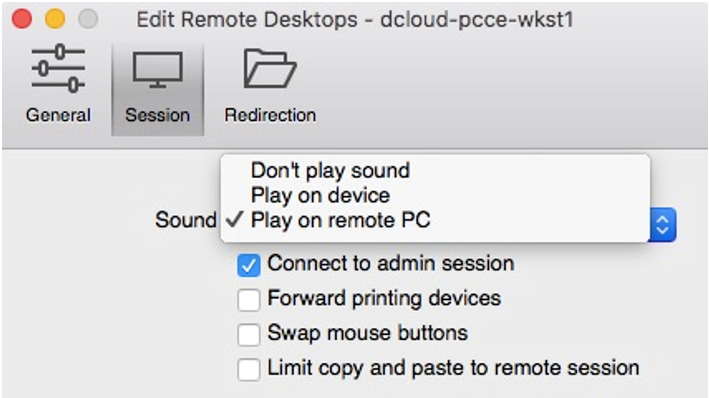 Edit Remote Desktops - dcloud-pcce-wkst1
General Session Redirection
Don't play sound
Play on device
Sound ✓ Play on remote PC
Connect to admin session
Forward printing devices
Swap mouse buttons
Limit copy and paste to remote session